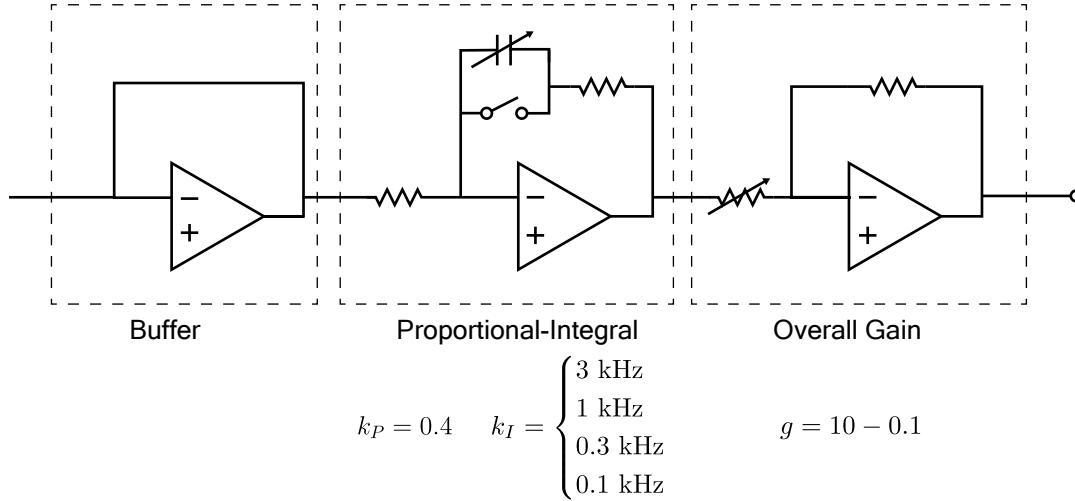 −
+
−
+
−
+
Buffer
Proportional-Integral
Overall Gain
k_P = 0.4
k_I = { 3 kHz
1 kHz
0.3 kHz
0.1 kHz
g = 10 − 0.1